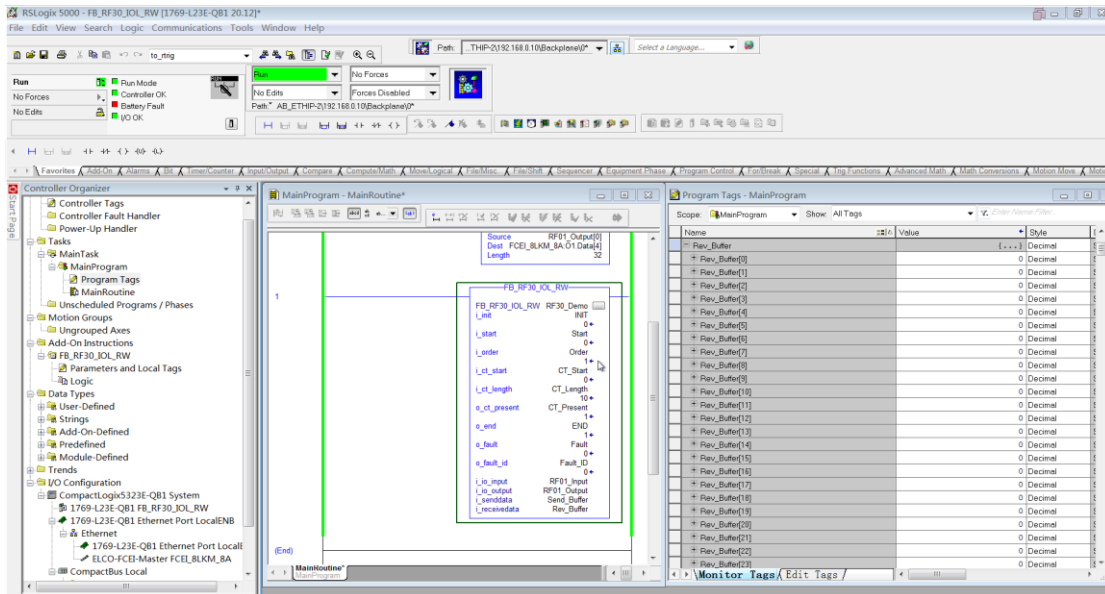 RSLogix 5000 - FB_RF30_IOL_RW [1769-L23E-QB1 20.12]*
File Edit View Search Logic Communications Tools Window Help
to_rtrig
Path: ...THIP-2\192.168.0.10\Backplane\0*
Select a Language...
Run
Run Mode
Run
No Forces
No Forces
Controller OK
No Edits
Forces Disabled
No Edits
Battery Fault
I/O OK
Path:* AB_ETHIP-2\192.168.0.10\Backplane\0*
Favorites Add-On Alarms Bit Timer/Counter Input/Output Compare Compute/Math Move/Logical File/Misc. File/Shift Sequencer Equipment Phase Program Control For/Break Special Trig Functions Advanced Math Math Conversions Motion Move
Start Page
Controller Organizer
Controller Tags
Controller Fault Handler
Power-Up Handler
Tasks
MainTask
MainProgram
Program Tags
MainRoutine
Unscheduled Programs / Phases
Motion Groups
Ungrouped Axes
Add-On Instructions
FB_RF30_IOL_RW
Parameters and Local Tags
Logic
Data Types
User-Defined
Strings
Add-On-Defined
Predefined
Module-Defined
Trends
I/O Configuration
CompactLogix5323E-QB1 System
1769-L23E-QB1 FB_RF30_IOL_RW
1769-L23E-QB1 Ethernet Port LocalENB
Ethernet
1769-L23E-QB1 Ethernet Port LocalE
ELCO-FCEI-Master FCEI_8LKM_8A
CompactBus Local
MainProgram - MainRoutine*
Source RF01_Output[0]
Dest FCEI_8LKM_8A:O1.Data[4]
Length 32
1
FB_RF30_IOL_RW
FB_RF30_IOL_RW RF30_Demo
i_init INIT
0
i_start Start
0
i_order Order
1
i_ct_start CT_Start
0
i_ct_length CT_Length
10
o_ct_present CT_Present
1
o_end END
1
o_fault Fault
0
o_fault_id Fault_ID
0
i_io_input RF01_Input
i_io_output RF01_Output
i_senddata Send_Buffer
i_receivedata Rev_Buffer
(End)
MainRoutine*
MainProgram
Program Tags - MainProgram
Scope: MainProgram Show: All Tags Enter Name Filter...
Name Value Style
Rev_Buffer {...} Decimal
Rev_Buffer[0] 0 Decimal
Rev_Buffer[1] 0 Decimal
Rev_Buffer[2] 0 Decimal
Rev_Buffer[3] 0 Decimal
Rev_Buffer[4] 0 Decimal
Rev_Buffer[5] 0 Decimal
Rev_Buffer[6] 0 Decimal
Rev_Buffer[7] 0 Decimal
Rev_Buffer[8] 0 Decimal
Rev_Buffer[9] 0 Decimal
Rev_Buffer[10] 0 Decimal
Rev_Buffer[11] 0 Decimal
Rev_Buffer[12] 0 Decimal
Rev_Buffer[13] 0 Decimal
Rev_Buffer[14] 0 Decimal
Rev_Buffer[15] 0 Decimal
Rev_Buffer[16] 0 Decimal
Rev_Buffer[17] 0 Decimal
Rev_Buffer[18] 0 Decimal
Rev_Buffer[19] 0 Decimal
Rev_Buffer[20] 0 Decimal
Rev_Buffer[21] 0 Decimal
Rev_Buffer[22] 0 Decimal
Rev_Buffer[23] 0 Decimal
Monitor Tags Edit Tags